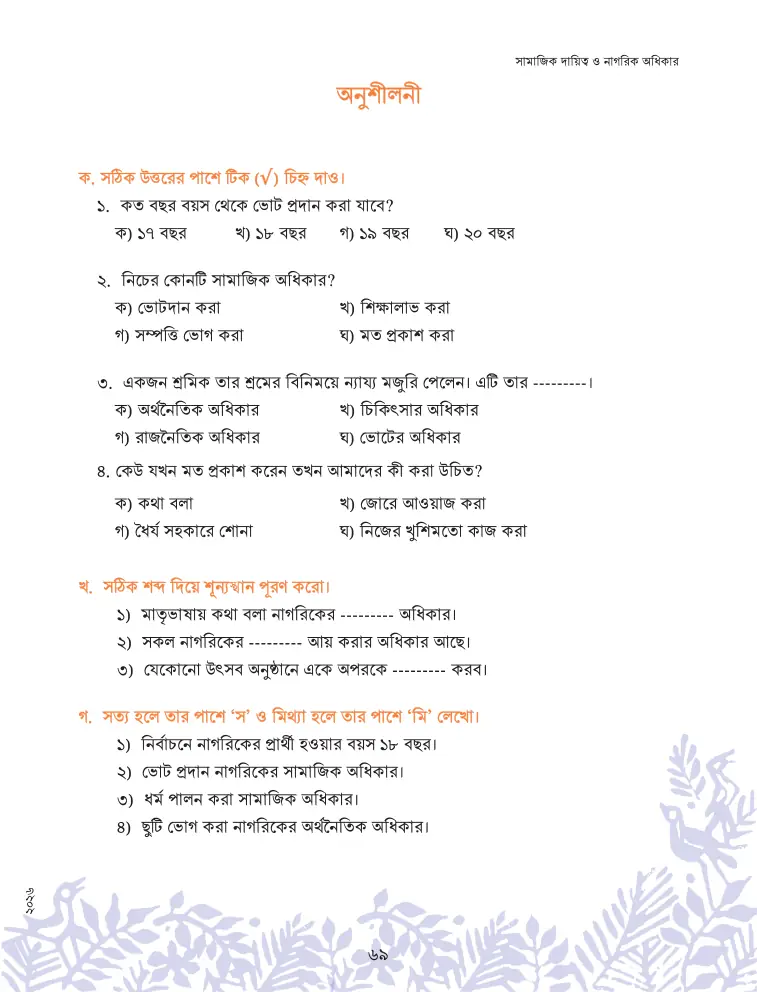 সামাজিক দায়িত্ব ও নাগরিক অধিকার
অনুশীলনী
ক. সঠিক উত্তরের পাশে টিক (√) চিহ্ন দাও।
১. কত বছর বয়স থেকে ভোট প্রদান করা যাবে?
ক) ১৭ বছর খ) ১৮ বছর গ) ১৯ বছর ঘ) ২০ বছর
২. নিচের কোনটি সামাজিক অধিকার?
ক) ভোটদান করা খ) শিক্ষালাভ করা
গ) সম্পত্তি ভোগ করা ঘ) মত প্রকাশ করা
৩. একজন শ্রমিক তার শ্রমের বিনিময়ে ন্যায্য মজুরি পেলেন। এটি তার ---------।
ক) অর্থনৈতিক অধিকার খ) চিকিৎসার অধিকার
গ) রাজনৈতিক অধিকার ঘ) ভোটের অধিকার
৪. কেউ যখন মত প্রকাশ করেন তখন আমাদের কী করা উচিত?
ক) কথা বলা খ) জোরে আওয়াজ করা
গ) ধৈর্য সহকারে শোনা ঘ) নিজের খুশিমতো কাজ করা
খ. সঠিক শব্দ দিয়ে শূন্যস্থান পূরণ করো।
১) মাতৃভাষায় কথা বলা নাগরিকের --------- অধিকার।
২) সকল নাগরিকের --------- আয় করার অধিকার আছে।
৩) যেকোনো উৎসব অনুষ্ঠানে একে অপরকে --------- করব।
গ. সত্য হলে তার পাশে ‘স’ ও মিথ্যা হলে তার পাশে ‘মি’ লেখো।
১) নির্বাচনে নাগরিকের প্রার্থী হওয়ার বয়স ১৮ বছর।
২) ভোট প্রদান নাগরিকের সামাজিক অধিকার।
৩) ধর্ম পালন করা সামাজিক অধিকার।
৪) ছুটি ভোগ করা নাগরিকের অর্থনৈতিক অধিকার।
২০২৬
৬৯